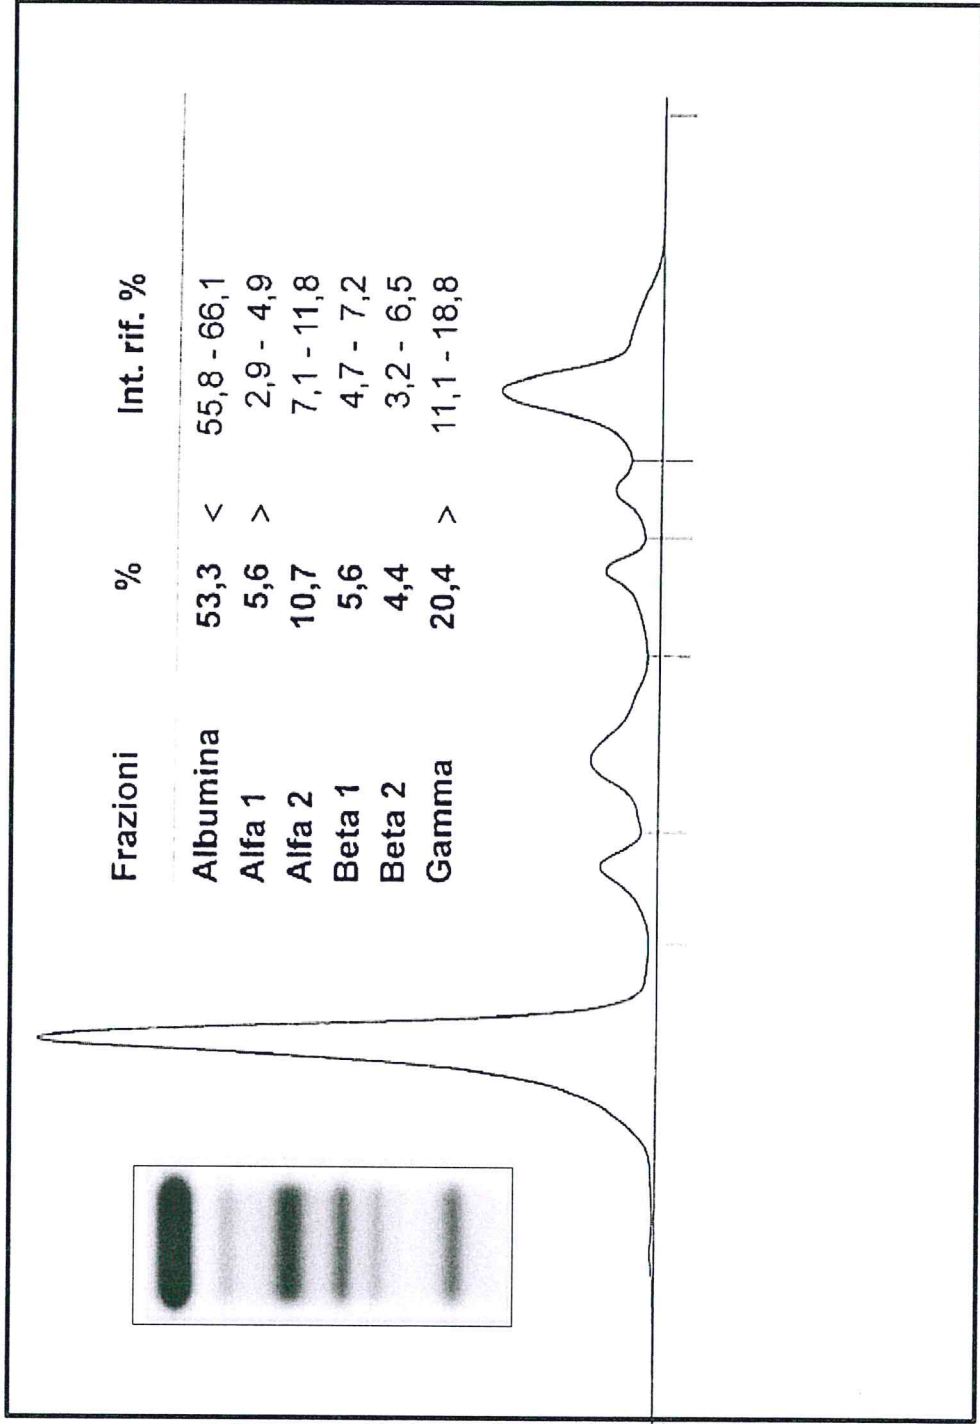 Frazioni % Int. rif. %
Albumina 53,3 < 55,8 - 66,1
Alfa 1 5,6 > 2,9 - 4,9
Alfa 2 10,7 7,1 - 11,8
Beta 1 5,6 4,7 - 7,2
Beta 2 4,4 3,2 - 6,5
Gamma 20,4 > 11,1 - 18,8